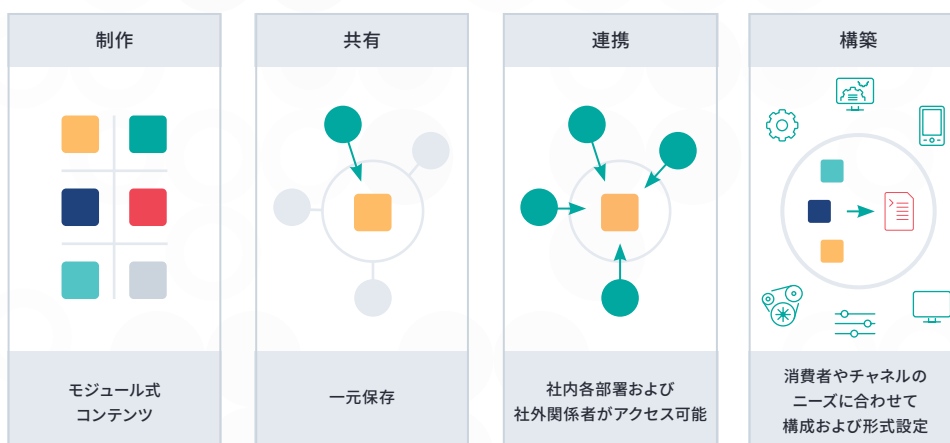 制作
モジュール式
コンテンツ
共有
一元保存
連携
社内各部署および
社外関係者がアクセス可能
構築
消費者やチャネルの
ニーズに合わせて
構成および形式設定